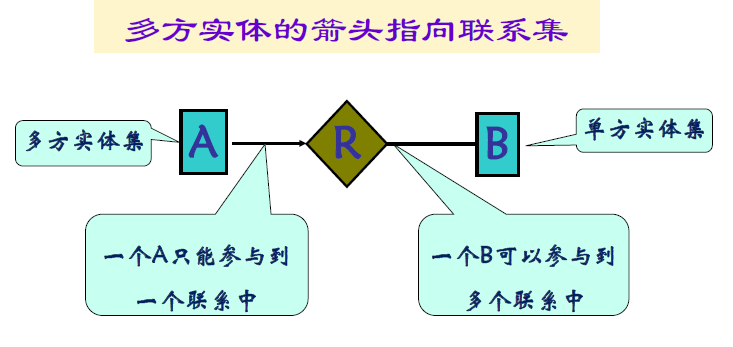 多方实体的箭头指向联系集
多方实体集
A
R
B
单方实体集
一个A只能参与到
一个联系中
一个B可以参与到
多个联系中